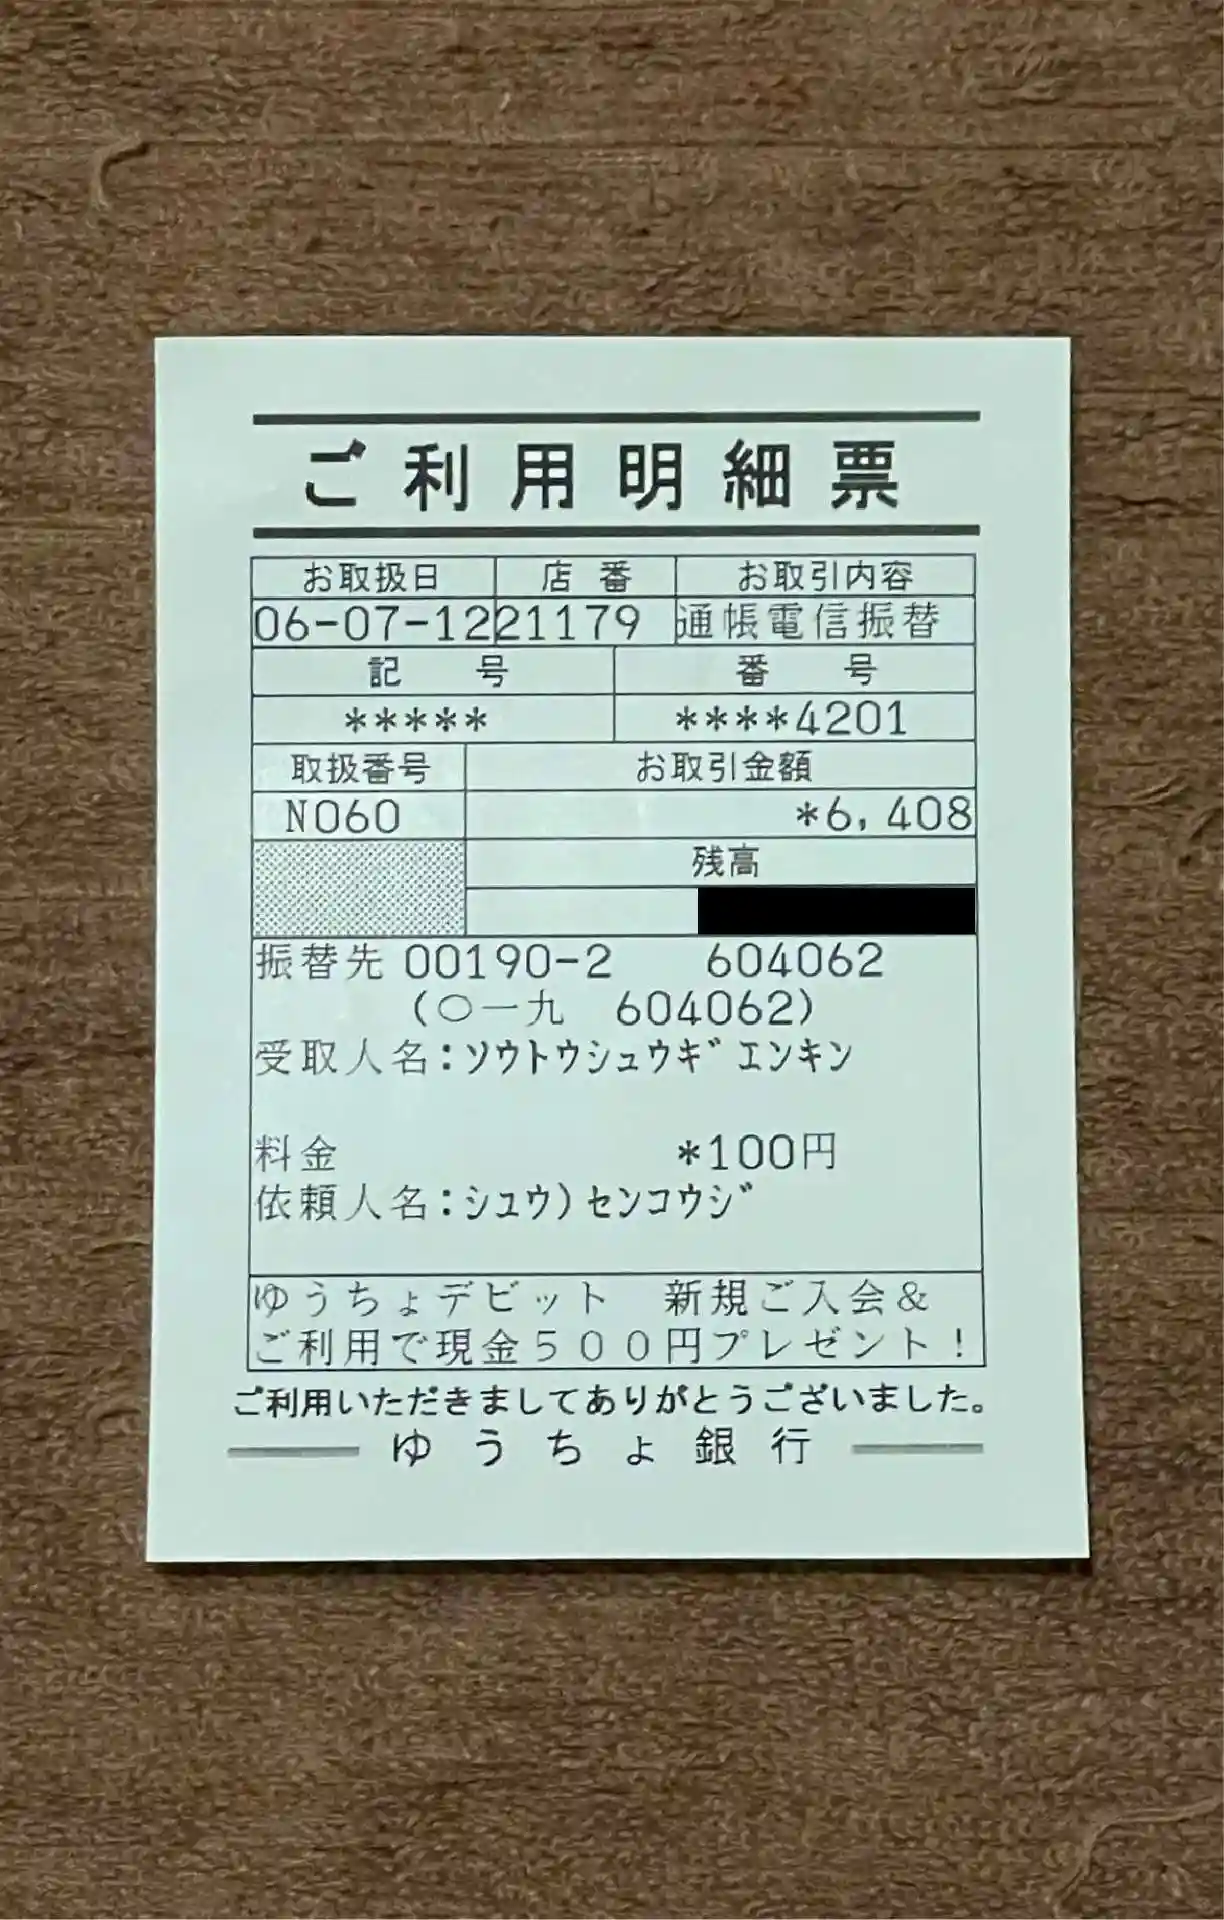 ご利用明細票
お取扱日 店番 お取引内容
06-07-12 21179 通帳電信振替
記号 番号
***** ****4201
取扱番号 お取引金額
N060 *6,408
残高
振替先 00190-2 604062
(〇一九 604062)
受取人名:ソウトウシュウギエンキン
料金 *100円
依頼人名:シュウ)センコウジ
ゆうちょデビット 新規ご入会&
ご利用で現金500円プレゼント!
ご利用いただきましてありがとうございました。
ゆうちょ銀行